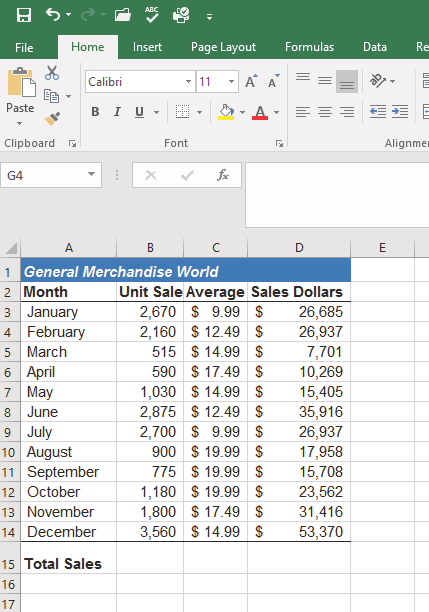 ABC
File Home Insert Page Layout Formulas Data Re
Calibri 11 A A
Paste B I U A
Clipboard Font Alignme
G4 fx
A B C D E
1 General Merchandise World
2 Month Unit Sale Average Sales Dollars
3 January 2,670 $ 9.99 $ 26,685
4 February 2,160 $ 12.49 $ 26,937
5 March 515 $ 14.99 $ 7,701
6 April 590 $ 17.49 $ 10,269
7 May 1,030 $ 14.99 $ 15,405
8 June 2,875 $ 12.49 $ 35,916
9 July 2,700 $ 9.99 $ 26,937
10 August 900 $ 19.99 $ 17,958
11 September 775 $ 19.99 $ 15,708
12 October 1,180 $ 19.99 $ 23,562
13 November 1,800 $ 17.49 $ 31,416
14 December 3,560 $ 14.99 $ 53,370
15 Total Sales
16
17